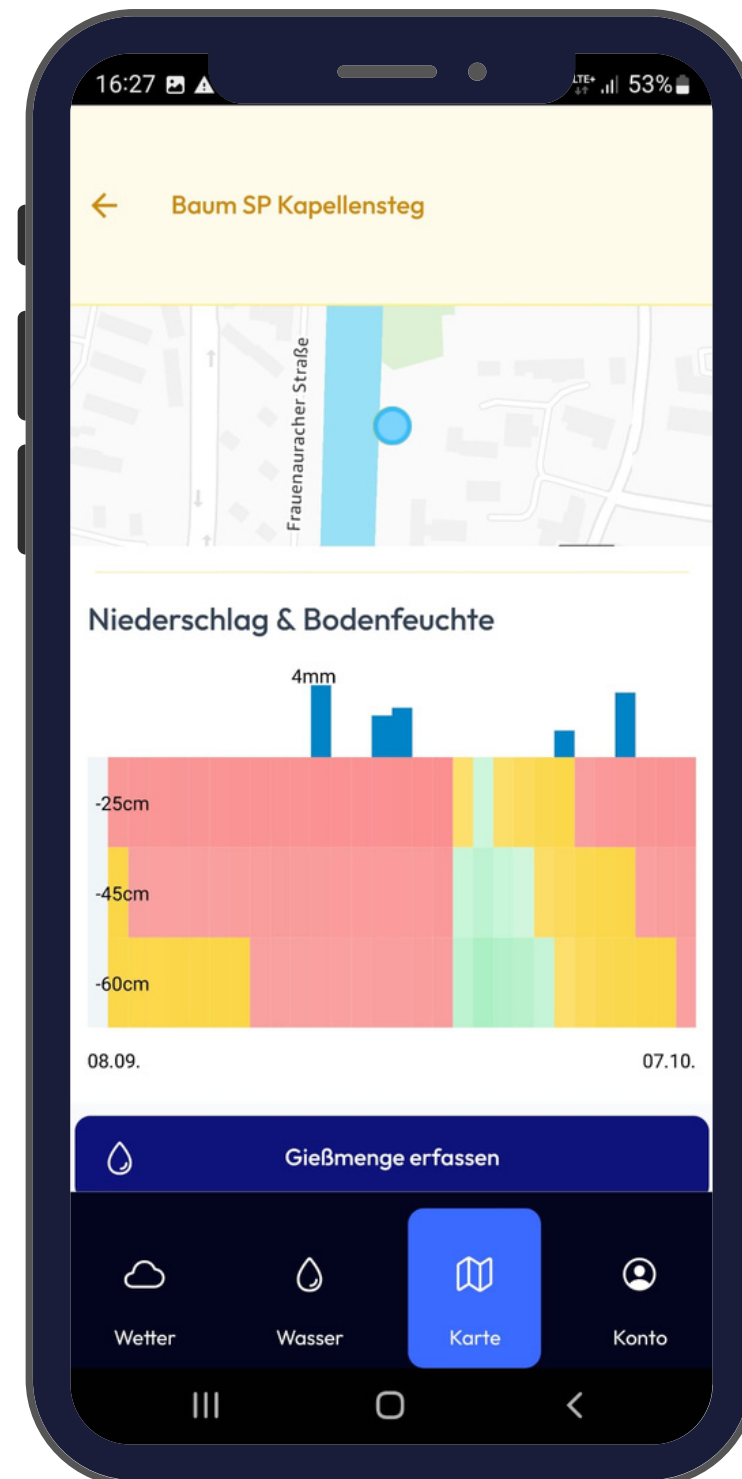 16:27 LTE+ 53%
Baum SP Kapellensteg
Frauenauracher Straße
Niederschlag & Bodenfeuchte
4mm
-25cm
-45cm
-60cm
08.09. 07.10.
Gießmenge erfassen
Wetter Wasser Karte Konto